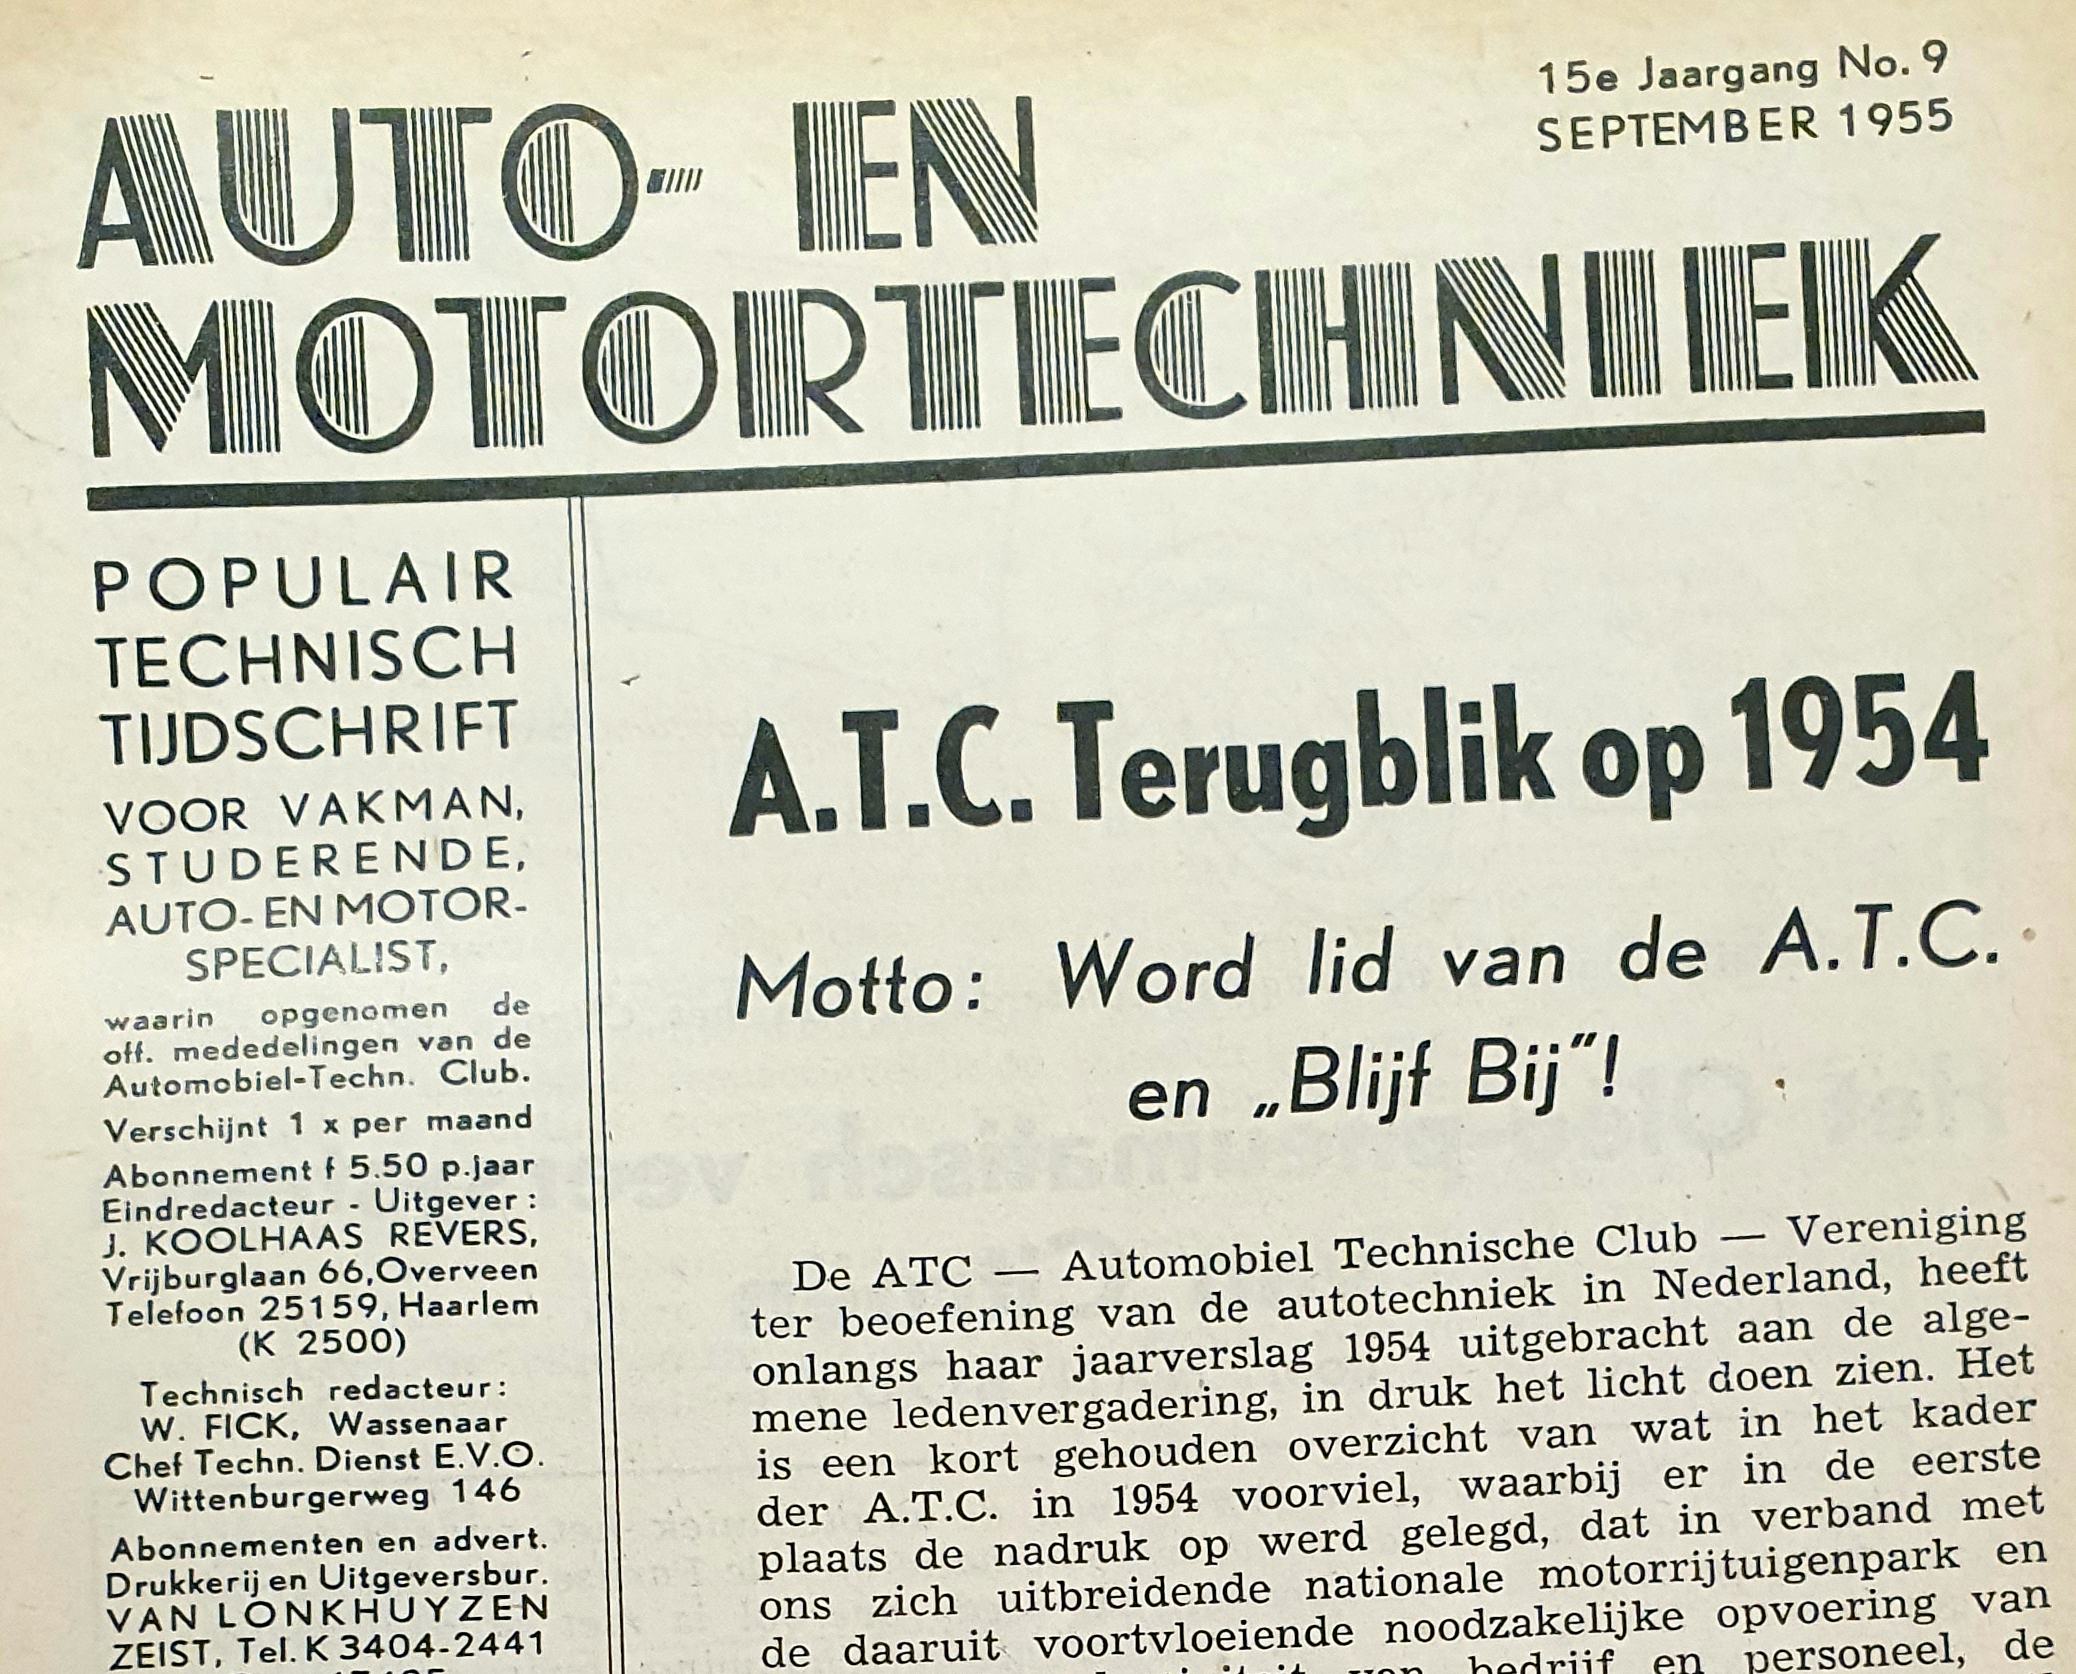 15e Jaargang No. 9
SEPTEMBER 1955
AUTO- EN
MOTORTECHNIEK
POPULAIR
TECHNISCH
TIJDSCHRIFT
VOOR VAKMAN,
STUDERENDE,
AUTO- EN MOTOR-
SPECIALIST,
waarin opgenomen de
off. mededelingen van de
Automobiel-Techn. Club.
Verschijnt 1 x per maand
Abonnement f 5.50 p.jaar
Eindredacteur - Uitgever :
J. KOOLHAAS REVERS,
Vrijburglaan 66, Overveen
Telefoon 25159, Haarlem
(K 2500)
Technisch redacteur:
W. FICK, Wassenaar
Chef Techn. Dienst E.V.O.
Wittenburgerweg 146
Abonnementen en advert.
Drukkerij en Uitgeversbur.
VAN LONKHUYZEN
ZEIST, Tel. K 3404-2441
A.T.C. Terugblik op 1954
Motto: Word lid van de A.T.C.
en „Blijf Bij”!
De ATC — Automobiel Technische Club — Vereniging
ter beoefening van de autotechniek in Nederland, heeft
onlangs haar jaarverslag 1954 uitgebracht aan de alge-
mene ledenvergadering, in druk het licht doen zien. Het
is een kort gehouden overzicht van wat in het kader
der A.T.C. in 1954 voorviel, waarbij er in de eerste
plaats de nadruk op werd gelegd, dat in verband met
ons zich uitbreidende nationale motorrijtuigenpark en
de daaruit voortvloeiende noodzakelijke opvoering van
bedrijf en personeel, de